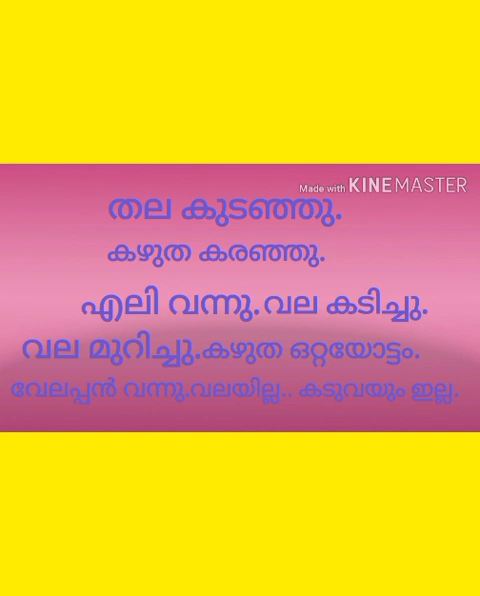 Made with KINEMASTER
തല കുടഞ്ഞു.
കഴുത കരഞ്ഞു.
എലി വന്നു.വല കടിച്ചു.
വല മുറിച്ചു.കഴുത ഒറ്റയോട്ടം.
വേലപ്പൻ വന്നു.വലയില്ല.. കടുവയും ഇല്ല.